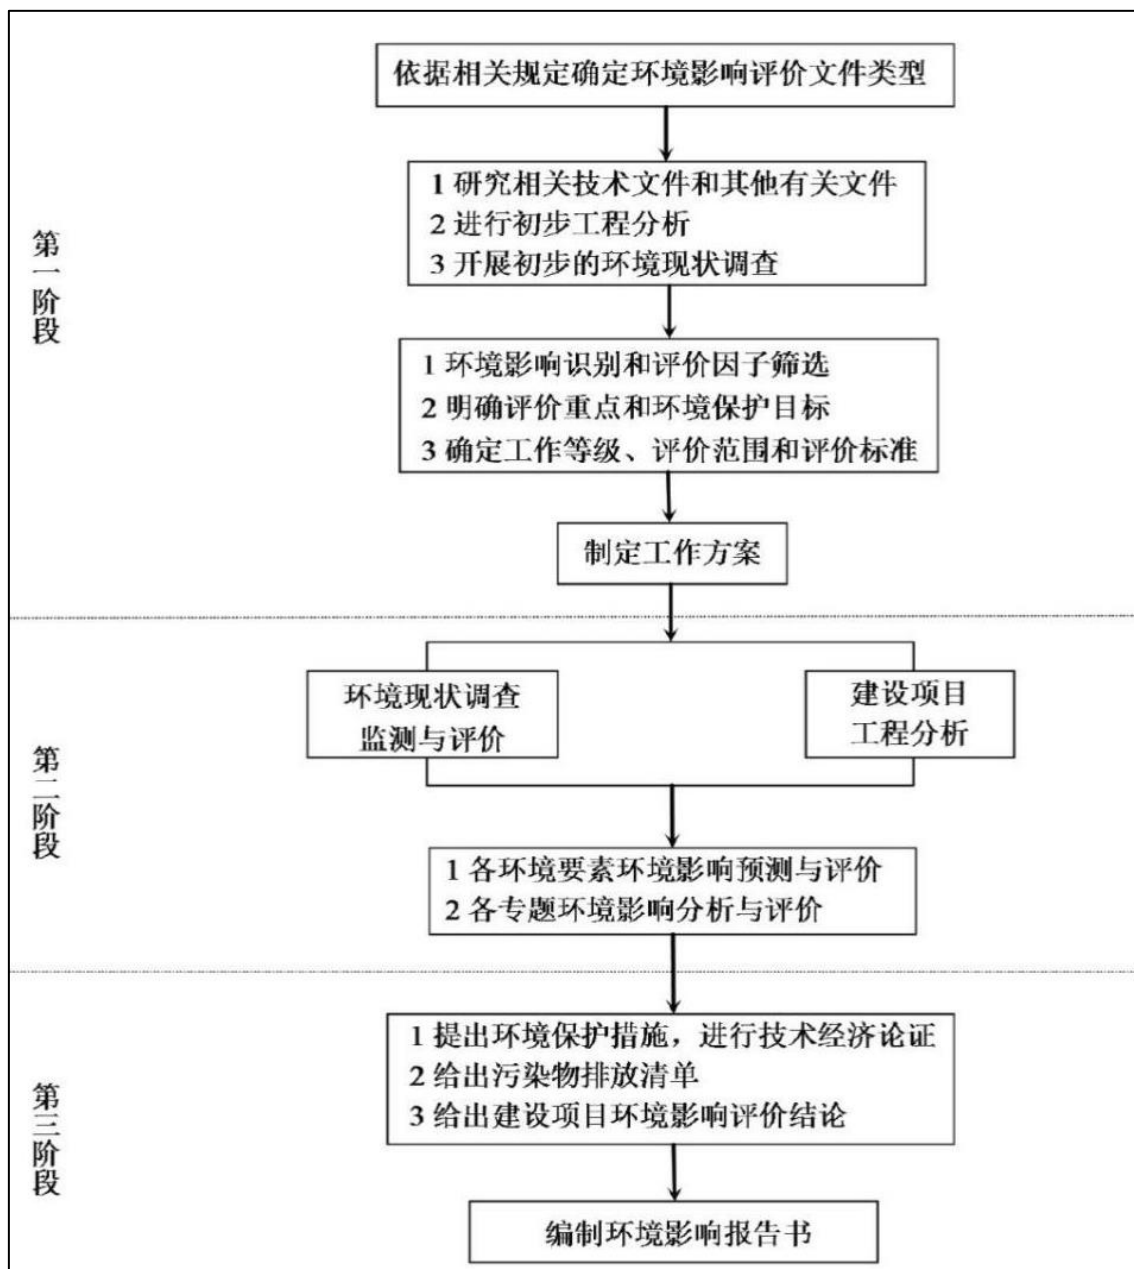 依据相关规定确定环境影响评价文件类型
1 研究相关技术文件和其他有关文件
2 进行初步工程分析
3 开展初步的环境现状调查
第一阶段
1 环境影响识别和评价因子筛选
2 明确评价重点和环境保护目标
3 确定工作等级、评价范围和评价标准
制定工作方案
环境现状调查
监测与评价
建设项目
工程分析
第二阶段
1 各环境要素环境影响预测与评价
2 各专题环境影响分析与评价
1 提出环境保护措施，进行技术经济论证
2 给出污染物排放清单
3 给出建设项目环境影响评价结论
第三阶段
编制环境影响报告书